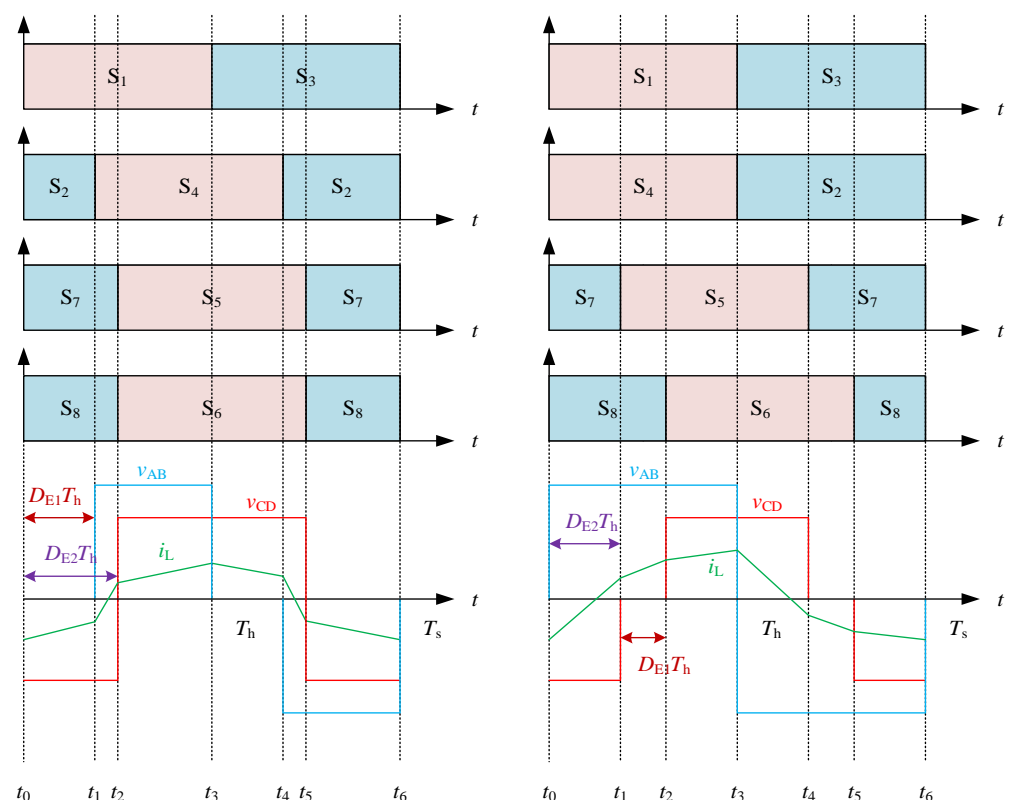 S1 S3 t
S2 S4 S2 t
S7 S5 S7 t
S8 S6 S8 t
vAB
DE1Th vCD
DE2Th iL
t
Th Ts
t0 t1 t2 t3 t4 t5 t6
S1 S3 t
S4 S2 t
S7 S5 S7 t
S8 S6 S8 t
vAB
vCD
DE2Th
iL
t
Th Ts
DE1Th
t0 t1 t2 t3 t4 t5 t6